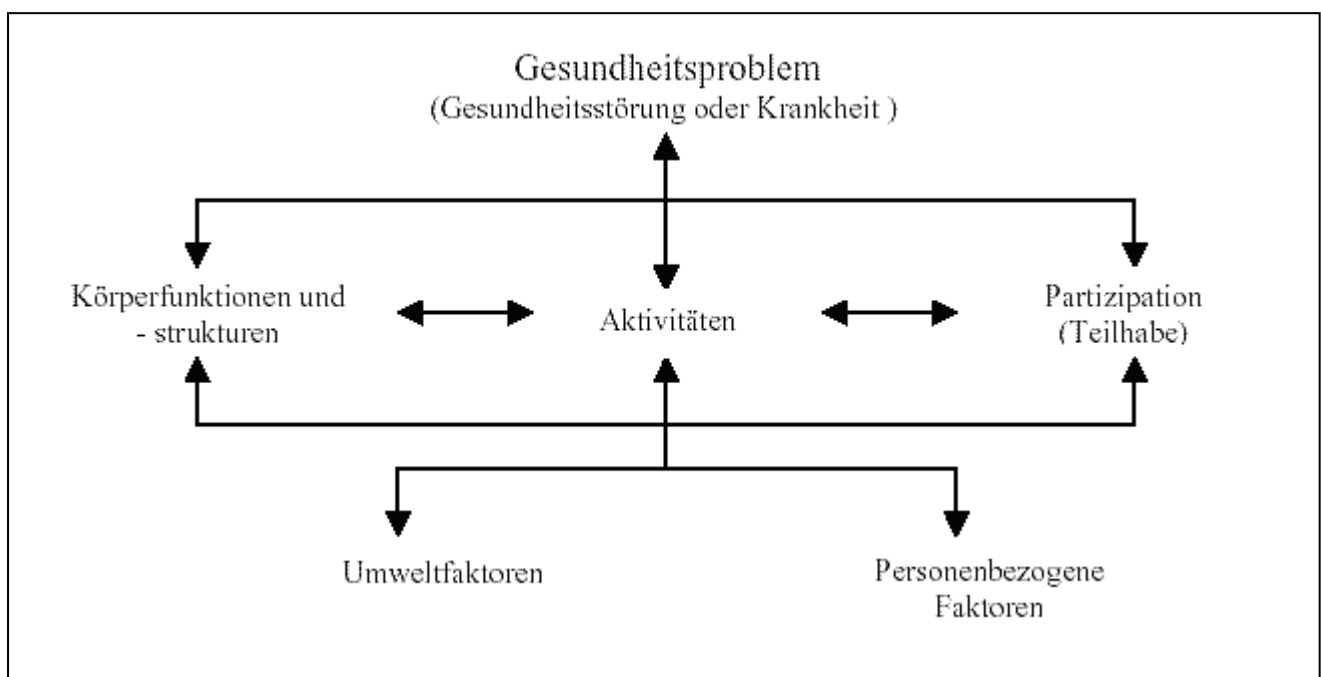 Gesundheitsproblem
(Gesundheitsstörung oder Krankheit )
Körperfunktionen und
- strukturen
Aktivitäten
Partizipation
(Teilhabe)
Umweltfaktoren
Personenbezogene
Faktoren